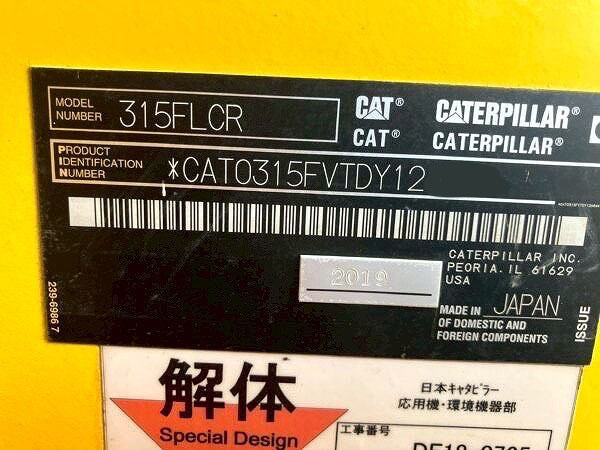 MODEL NUMBER 315FLCR
CAT® CATERPILLAR®
CAT® CATERPILLAR®
PRODUCT IDENTIFICATION NUMBER *CAT0315FVTDY12
CATERPILLAR INC.
PEORIA, IL 61629
USA
2019
MADE IN JAPAN
OF DOMESTIC AND
FOREIGN COMPONENTS
ISSUE
239-6986 7
解体
Special Design
日本キャタピラー
応用機・環境機器部
工事番号